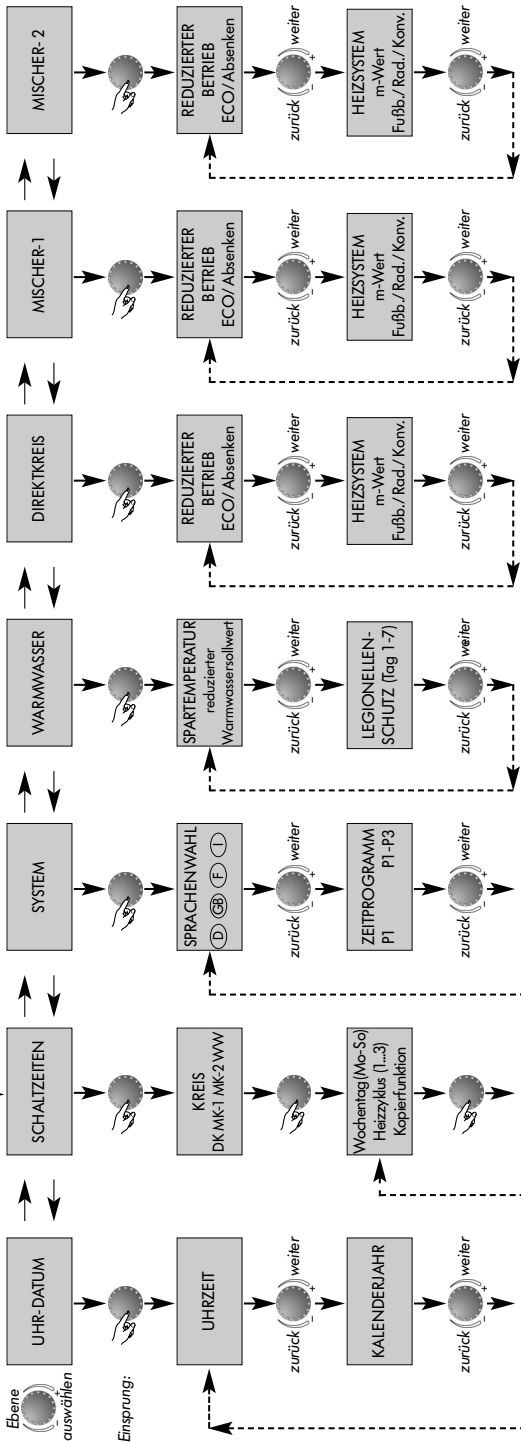 Ebene
auswählen
Einsprung:
UHR-DATUM
UHRZEIT
zurück
weiter
KALENDERJAHR
zurück
weiter
SCHALTZEITEN
KREIS
DK MK-1 MK-2 WW
Wochentag(Mo-So)
Heizzyklus (1...3)
Kopierfunktion
SYSTEM
SPRACHENWAHL
D GB F I
zurück
weiter
ZEITPROGRAMM
P1 P1-P3
zurück
weiter
WARMWASSER
SPARTEMPERATUR
reduzierter
Warmwassersollwert
zurück
weiter
LEGIONELLEN-
SCHUTZ (Tag 1-7)
DIREKTKREIS
REDUZIERTER
BETRIEB
ECO/Absenken
zurück
weiter
HEIZSYSTEM
m-Wert
Fußb./Rad./Konv.
zurück
weiter
MISCHER-1
REDUZIERTER
BETRIEB
ECO/Absenken
zurück
weiter
HEIZSYSTEM
m-Wert
Fußb./Rad./Konv.
zurück
weiter
MISCHER-2
REDUZIERTER
BETRIEB
ECO/Absenken
zurück
weiter
HEIZSYSTEM
m-Wert
Fußb./Rad./Konv.
zurück
weiter